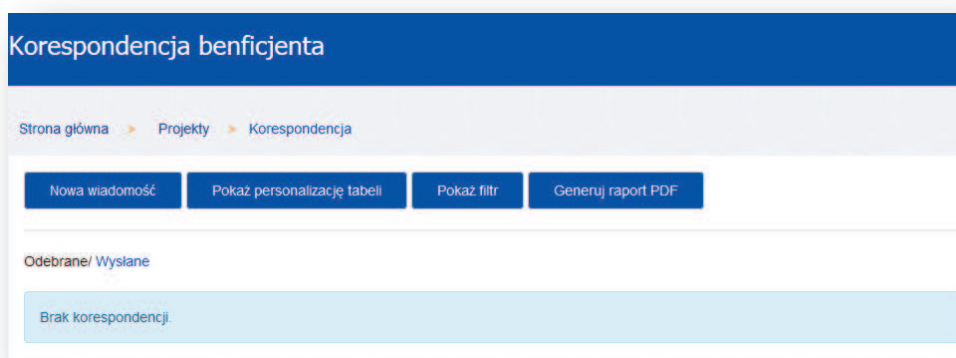 Korespondencja benficjenta
Strona główna > Projekty > Korespondencja
Nowa wiadomość Pokaż personalizację tabeli Pokaż filtr Generuj raport PDF
Odebrane/ Wysłane
Brak korespondencji.